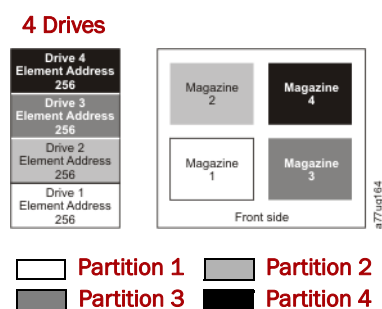 4 Drives
Drive 4
Element Address
256
Drive 3
Element Address
256
Drive 2
Element Address
256
Drive 1
Element Address
256
Magazine
2
Magazine
4
Magazine
1
Magazine
3
Front side
a77ug164
Partition 1
Partition 2
Partition 3
Partition 4